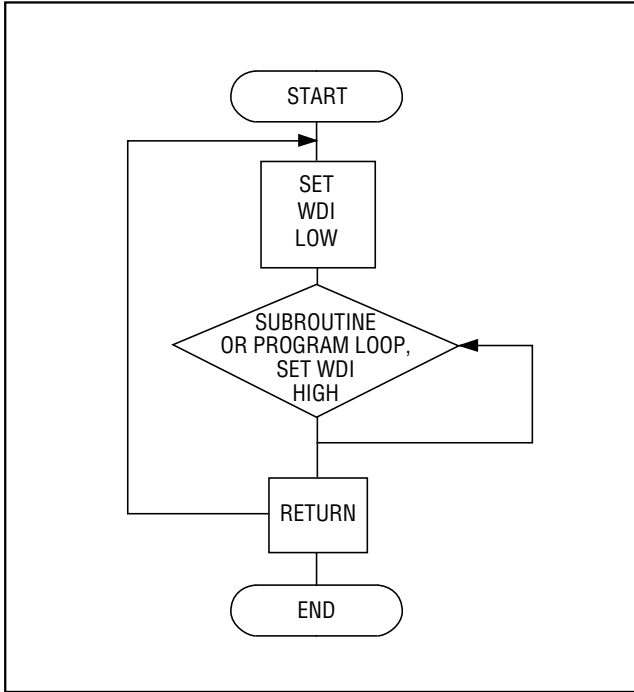 START
SET
WDI
LOW
SUBROUTINE
OR PROGRAM LOOP,
SET WDI
HIGH
RETURN
END